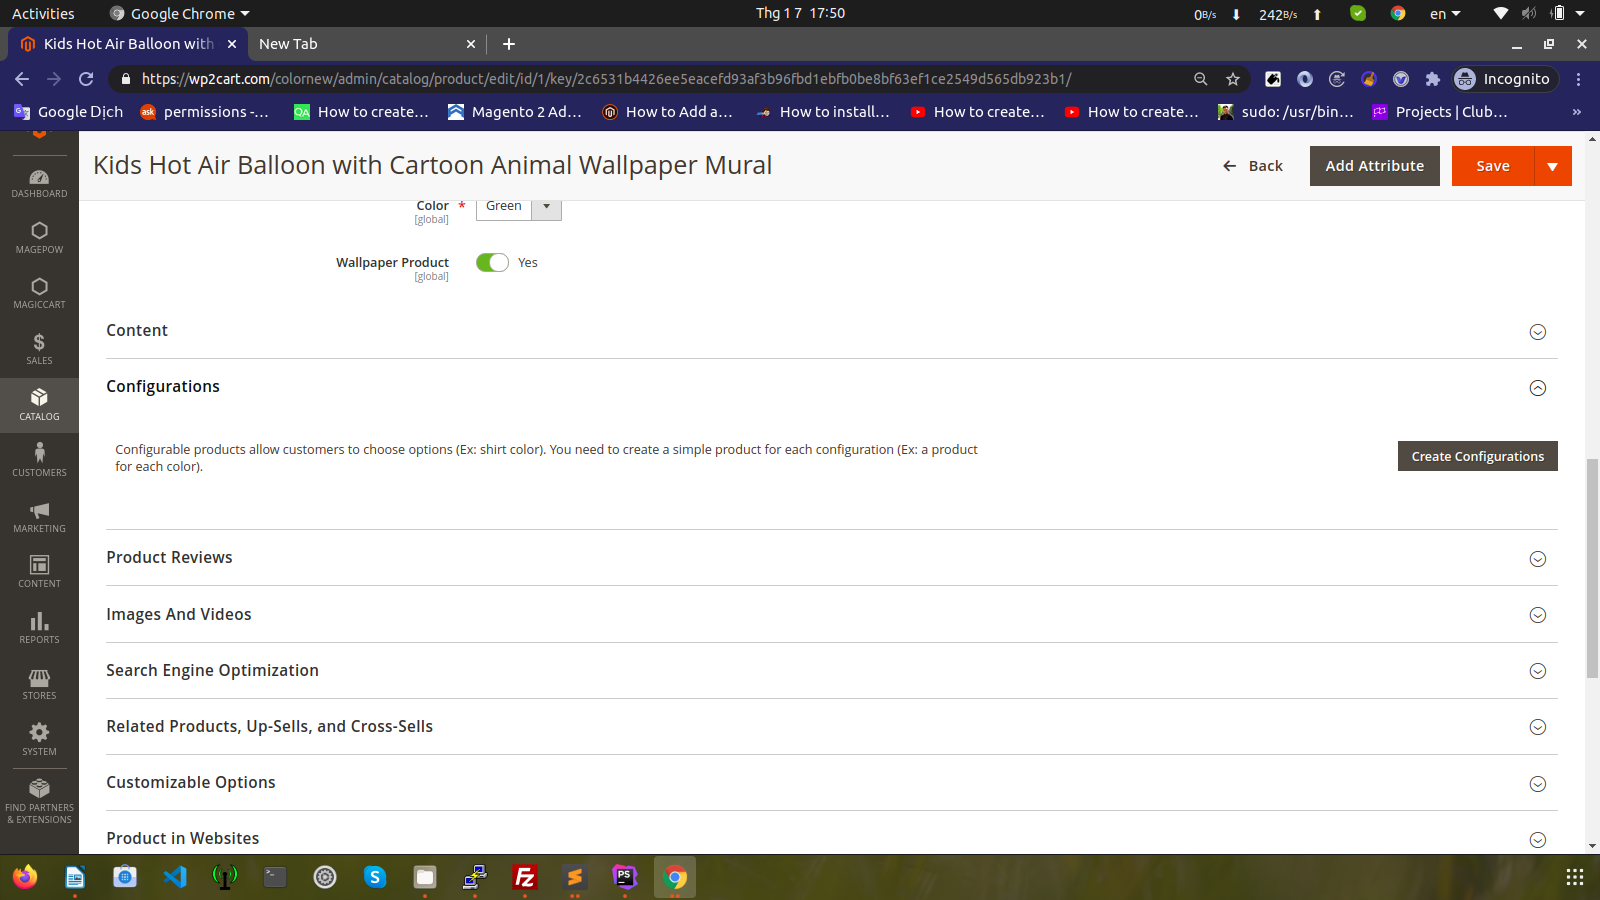 Activities
Google Chrome
Thg 1 7 17:50
0B/s
242B/s
en
Kids Hot Air Balloon with
New Tab
https://wp2cart.com/colornew/admin/catalog/product/edit/id/1/key/2c6531b4426ee5eacefd93af3b96fbd1ebfb0be8bf63ef1ce2549d565db923b1/
Incognito
Google Dịch
permissions -...
How to create...
Magento 2 Ad...
How to Add a...
How to install...
How to create...
How to create...
sudo: /usr/bin...
Projects | Club...
»
Kids Hot Air Balloon with Cartoon Animal Wallpaper Mural
Back
Add Attribute
Save
DASHBOARD
MAGEPOW
MAGICCART
SALES
CATALOG
CUSTOMERS
MARKETING
CONTENT
REPORTS
STORES
SYSTEM
FIND PARTNERS
& EXTENSIONS
Color *
Green
[global]
Wallpaper Product
Yes
[global]
Content
Configurations
Configurable products allow customers to choose options (Ex: shirt color). You need to create a simple product for each configuration (Ex: a product
for each color).
Create Configurations
Product Reviews
Images And Videos
Search Engine Optimization
Related Products, Up-Sells, and Cross-Sells
Customizable Options
Product in Websites